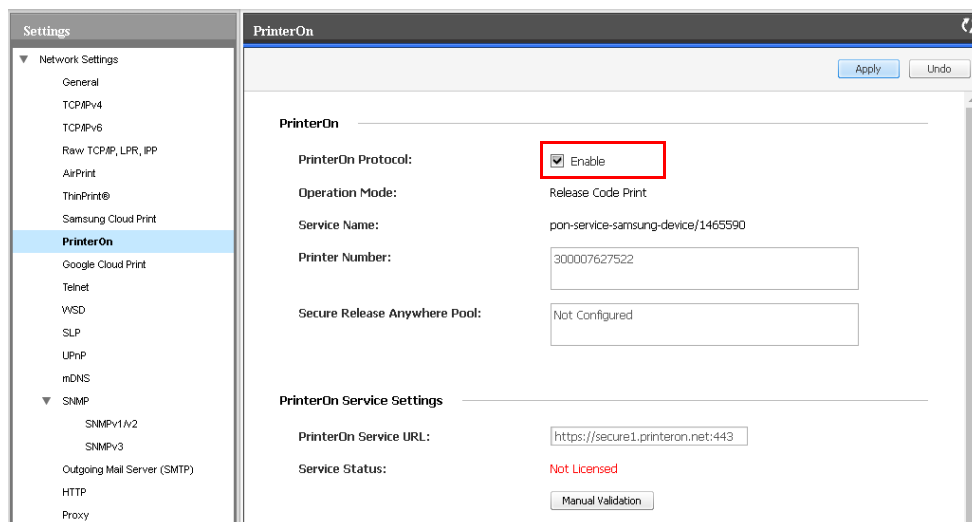 Settings
Network Settings
General
TCP/IPv4
TCP/IPv6
Raw TCP/IP, LPR, IPP
AirPrint
ThinPrint®
Samsung Cloud Print
PrinterOn
Google Cloud Print
Telnet
WSD
SLP
UPnP
mDNS
SNMP
SNMPv1/v2
SNMPv3
Outgoing Mail Server (SMTP)
HTTP
Proxy
PrinterOn
Apply Undo
PrinterOn
PrinterOn Protocol: Enable
Operation Mode: Release Code Print
Service Name: pon-service-samsung-device/1465590
Printer Number: 300007627522
Secure Release Anywhere Pool: Not Configured
PrinterOn Service Settings
PrinterOn Service URL: https://secure1.printeron.net:443
Service Status: Not Licensed
Manual Validation